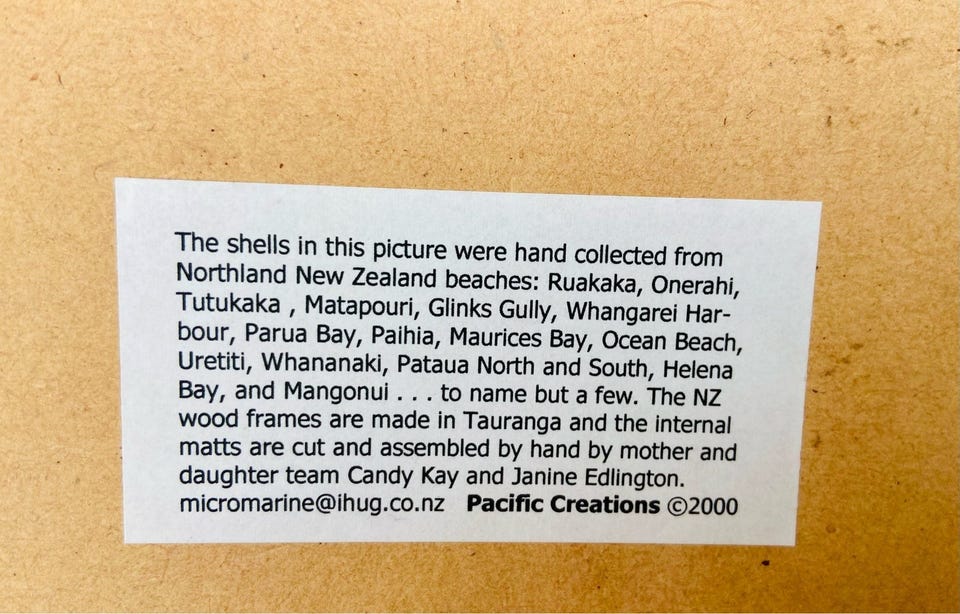 The shells in this picture were hand collected from
Northland New Zealand beaches: Ruakaka, Onerahi,
Tutukaka , Matapouri, Glinks Gully, Whangarei Har-
bour, Parua Bay, Paihia, Maurices Bay, Ocean Beach,
Uretiti, Whananaki, Pataua North and South, Helena
Bay, and Mangonui . . . to name but a few. The NZ
wood frames are made in Tauranga and the internal
matts are cut and assembled by hand by mother and
daughter team Candy Kay and Janine Edlington.
micromarine@ihug.co.nz Pacific Creations ©2000